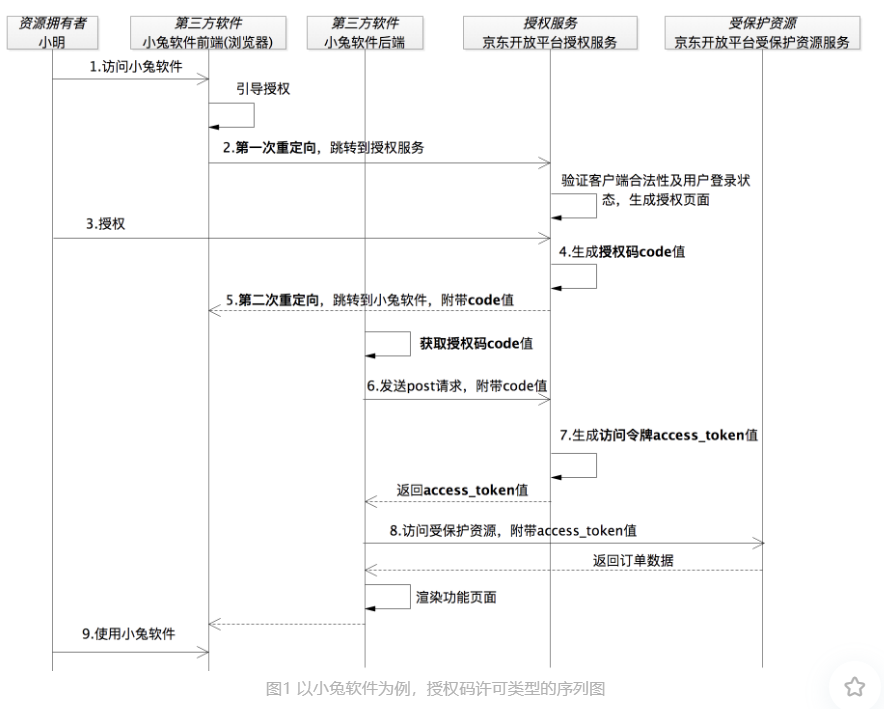 资源拥有者
小明
第三方软件
小兔软件前端(浏览器)
第三方软件
小兔软件后端
授权服务
京东开放平台授权服务
受保护资源
京东开放平台受保护资源服务
1.访问小兔软件
引导授权
2.第一次重定向，跳转到授权服务
验证客户端合法性及用户登录状
态，生成授权页面
3.授权
4.生成授权码code值
5.第二次重定向，跳转到小兔软件，附带code值
获取授权码code值
6.发送post请求，附带code值
7.生成访问令牌access_token值
返回access_token值
8.访问受保护资源，附带access_token值
返回订单数据
渲染功能页面
9.使用小兔软件
图1 以小兔软件为例，授权码许可类型的序列图